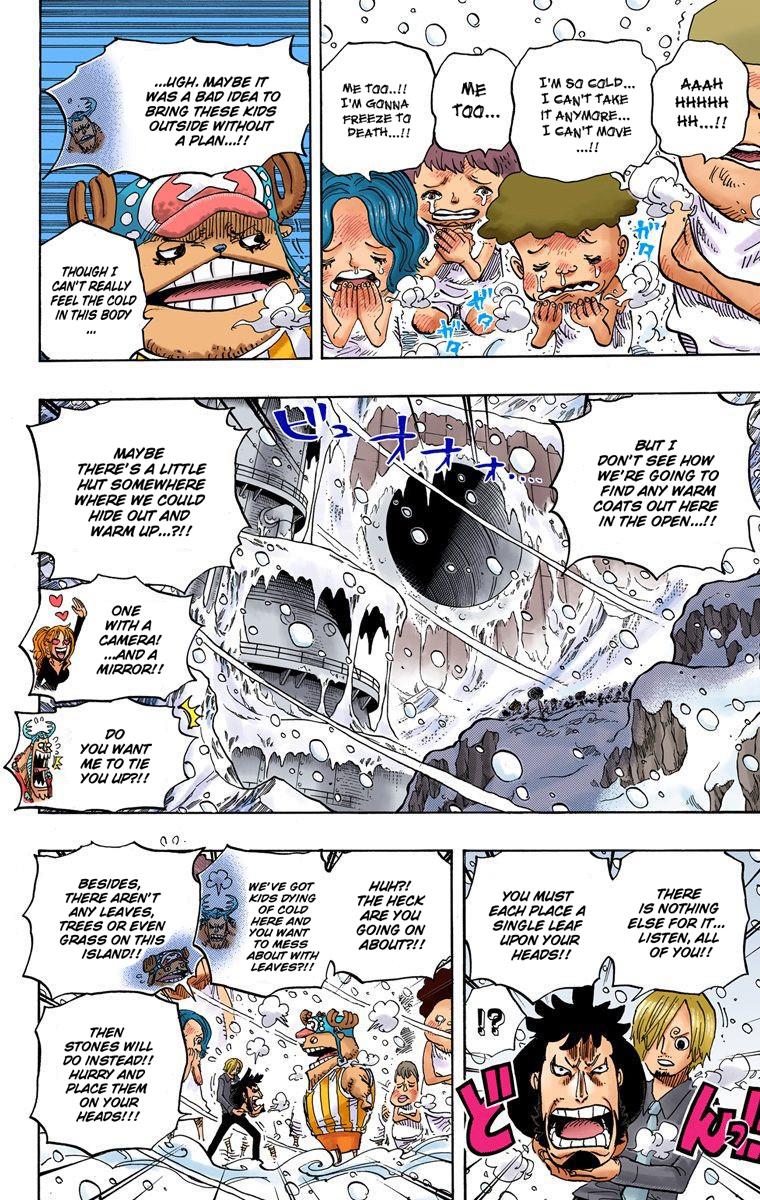 AAAH
HHHHH
HH...!!
I'M SO COLD...
I CAN'T TAKE
IT ANYMORE...
I CAN'T MOVE
...!!
ME
TOO...
ME TOO..!!
I'M GONNA
FREEZE TO
DEATH....!!
ガタ
ガタ
...UGH. MAYBE IT
WAS A BAD IDEA TO
BRING THESE KIDS
OUTSIDE WITHOUT
A PLAN...!!
THOUGH I
CAN'T REALLY
FEEL THE COLD
IN THIS BODY
...
BUT I
DON'T SEE HOW
WE'RE GOING TO
FIND ANY WARM
COATS OUT HERE
IN THE OPEN...!!
ビュオオオォ....
MAYBE
THERE'S A LITTLE
HUT SOMEWHERE
WHERE WE COULD
HIDE OUT AND
WARM UP...?!!
ONE
WITH A
CAMERA!
...AND A
MIRROR!!
DO
YOU WANT
ME TO TIE
YOU UP?!!
THERE
IS NOTHING
ELSE FOR IT...
LISTEN, ALL
OF YOU!!
YOU MUST
EACH PLACE A
SINGLE LEAF
UPON YOUR
HEADS!!
!?
どんっ!!
HUH?!
THE HECK
ARE YOU
GOING ON
ABOUT?!!
WE'VE GOT
KIDS DYING
OF COLD
HERE AND YOU
WANT TO MESS
ABOUT WITH
LEAVES?!!
BESIDES,
THERE AREN'T
ANY LEAVES,
TREES OR EVEN
GRASS ON THIS
ISLAND!!
THEN
STONES WILL
DO INSTEAD!!
HURRY AND
PLACE THEM
ON YOUR
HEADS!!!